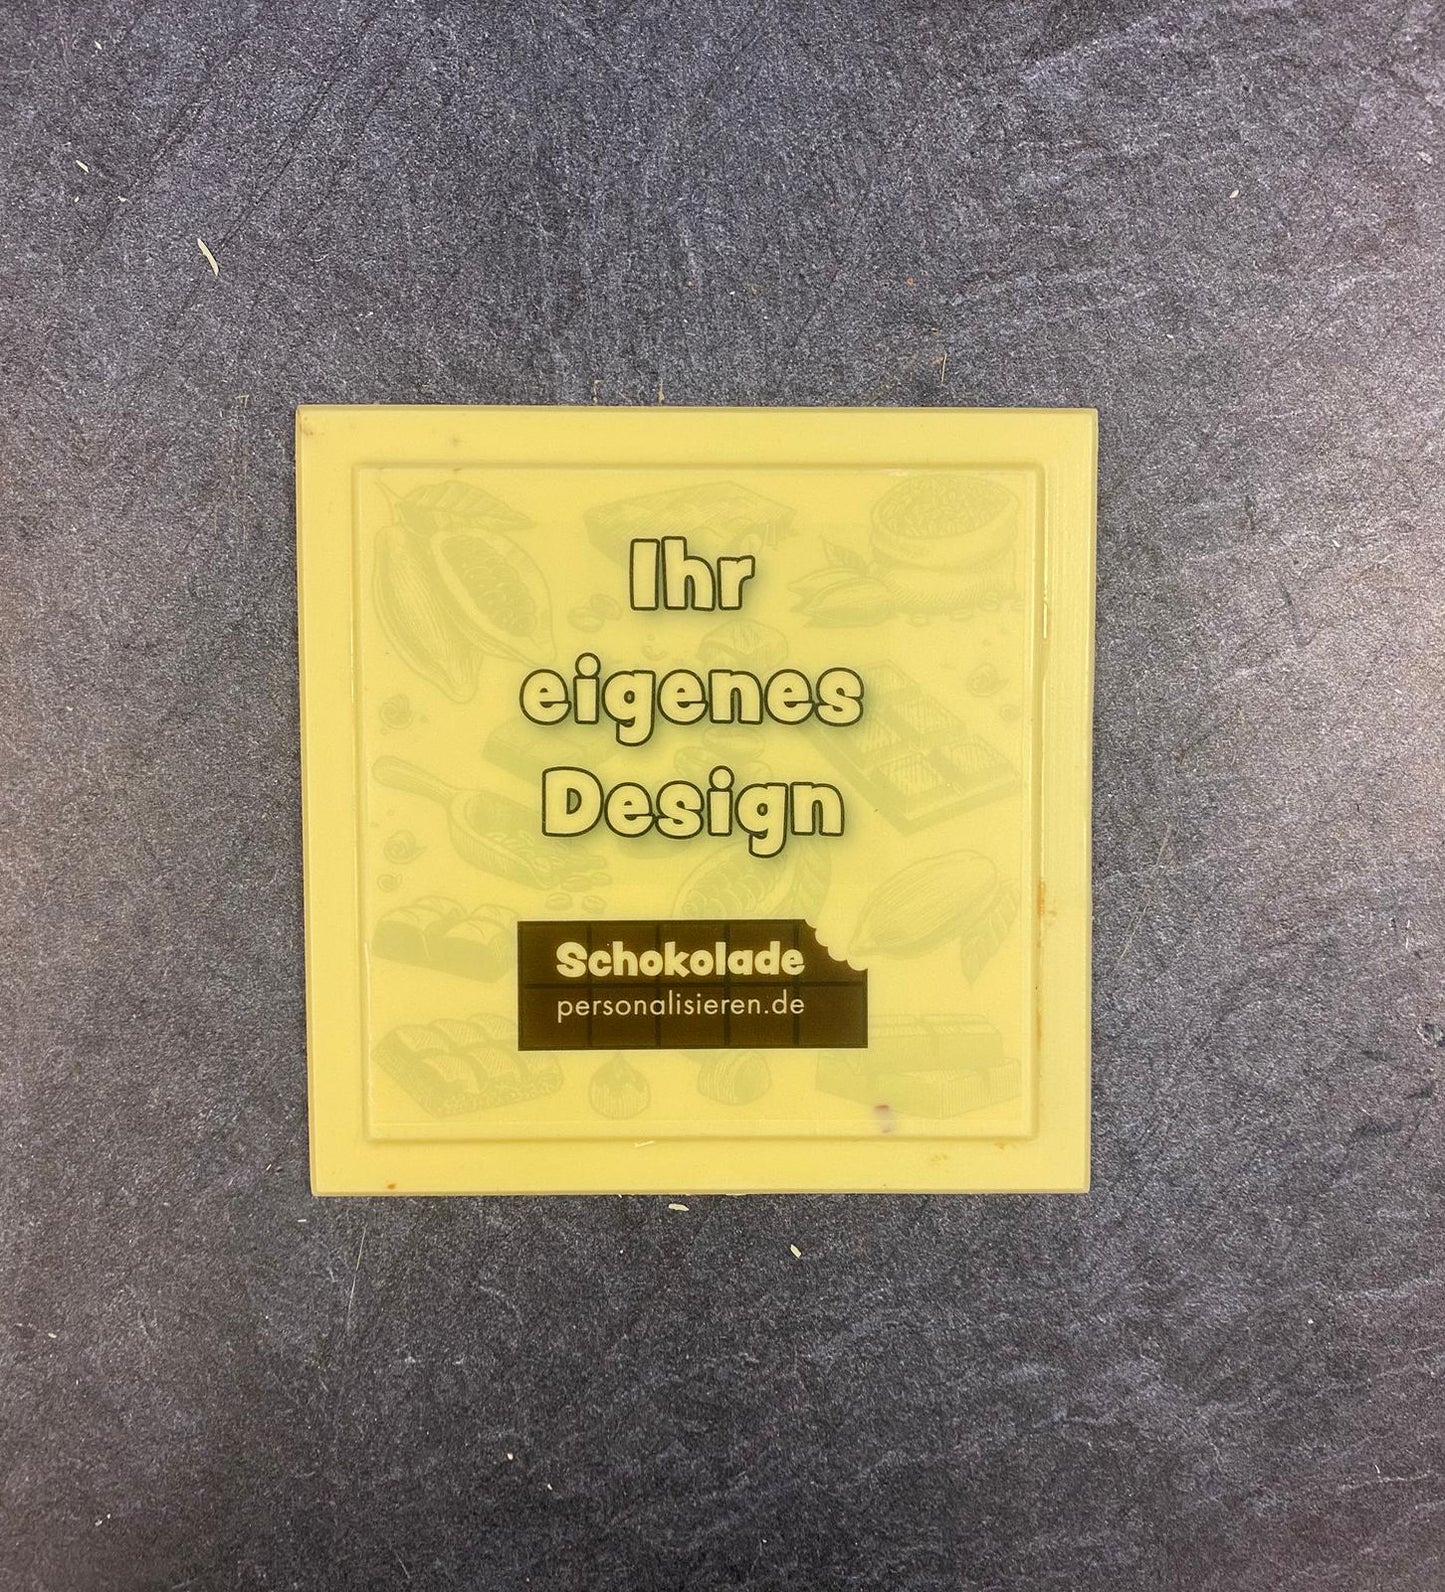 Ihr
eigenes
Design
Schokolade
personalisieren.de